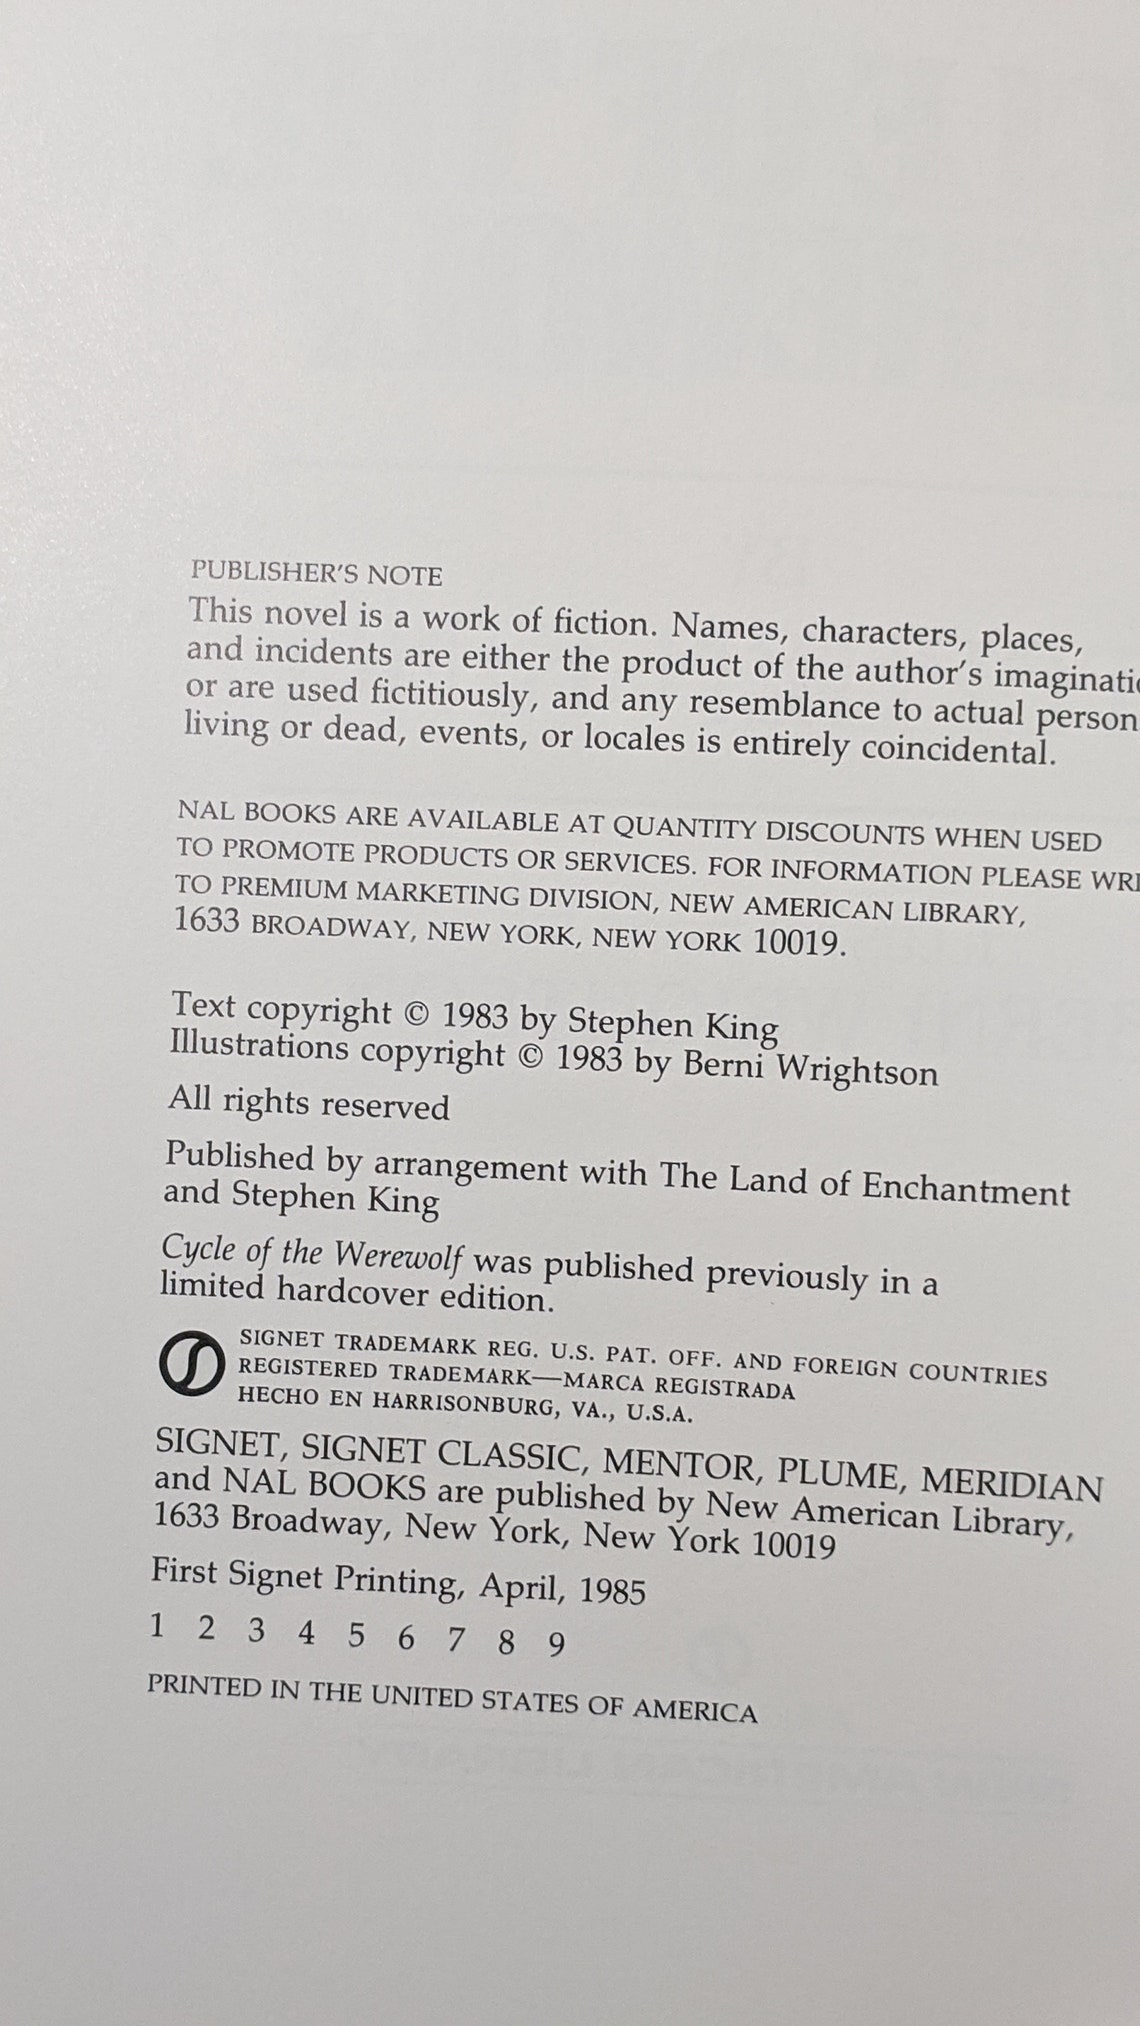 PUBLISHER'S NOTE
This novel is a work of fiction. Names, characters, places,
and incidents are either the product of the author's imaginati
or are used fictitiously, and any resemblance to actual person
living or dead, events, or locales is entirely coincidental.
NAL BOOKS ARE AVAILABLE AT QUANTITY DISCOUNTS WHEN USED
TO PROMOTE PRODUCTS OR SERVICES. FOR INFORMATION PLEASE WRI
TO PREMIUM MARKETING DIVISION, NEW AMERICAN LIBRARY,
1633 BROADWAY, NEW YORK, NEW YORK 10019.
Text copyright © 1983 by Stephen King
Illustrations copyright © 1983 by Berni Wrightson
All rights reserved
Published by arrangement with The Land of Enchantment
and Stephen King
Cycle of the Werewolf was published previously in a
limited hardcover edition.
SIGNET TRADEMARK REG. U.S. PAT. OFF. AND FOREIGN COUNTRIES
REGISTERED TRADEMARK—MARCA REGISTRADA
HECHO EN HARRISONBURG, VA., U.S.A.
SIGNET, SIGNET CLASSIC, MENTOR, PLUME, MERIDIAN
and NAL BOOKS are published by New American Library,
1633 Broadway, New York, New York 10019
First Signet Printing, April, 1985
1 2 3 4 5 6 7 8 9
PRINTED IN THE UNITED STATES OF AMERICA